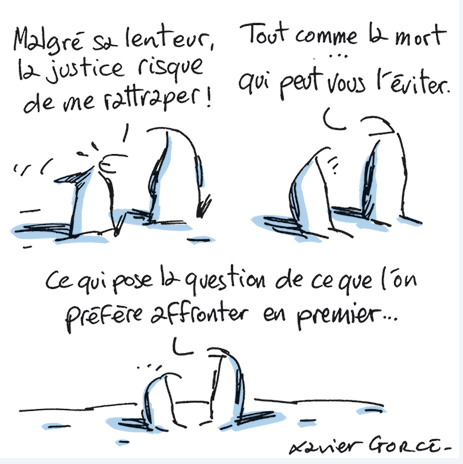 Malgré sa lenteur,
la justice risque
de me rattraper !
Tout comme la mort
...
qui peut vous l'éviter.
Ce qui pose la question de ce que l'on
préfère affronter en premier...
Xavier GORCE-